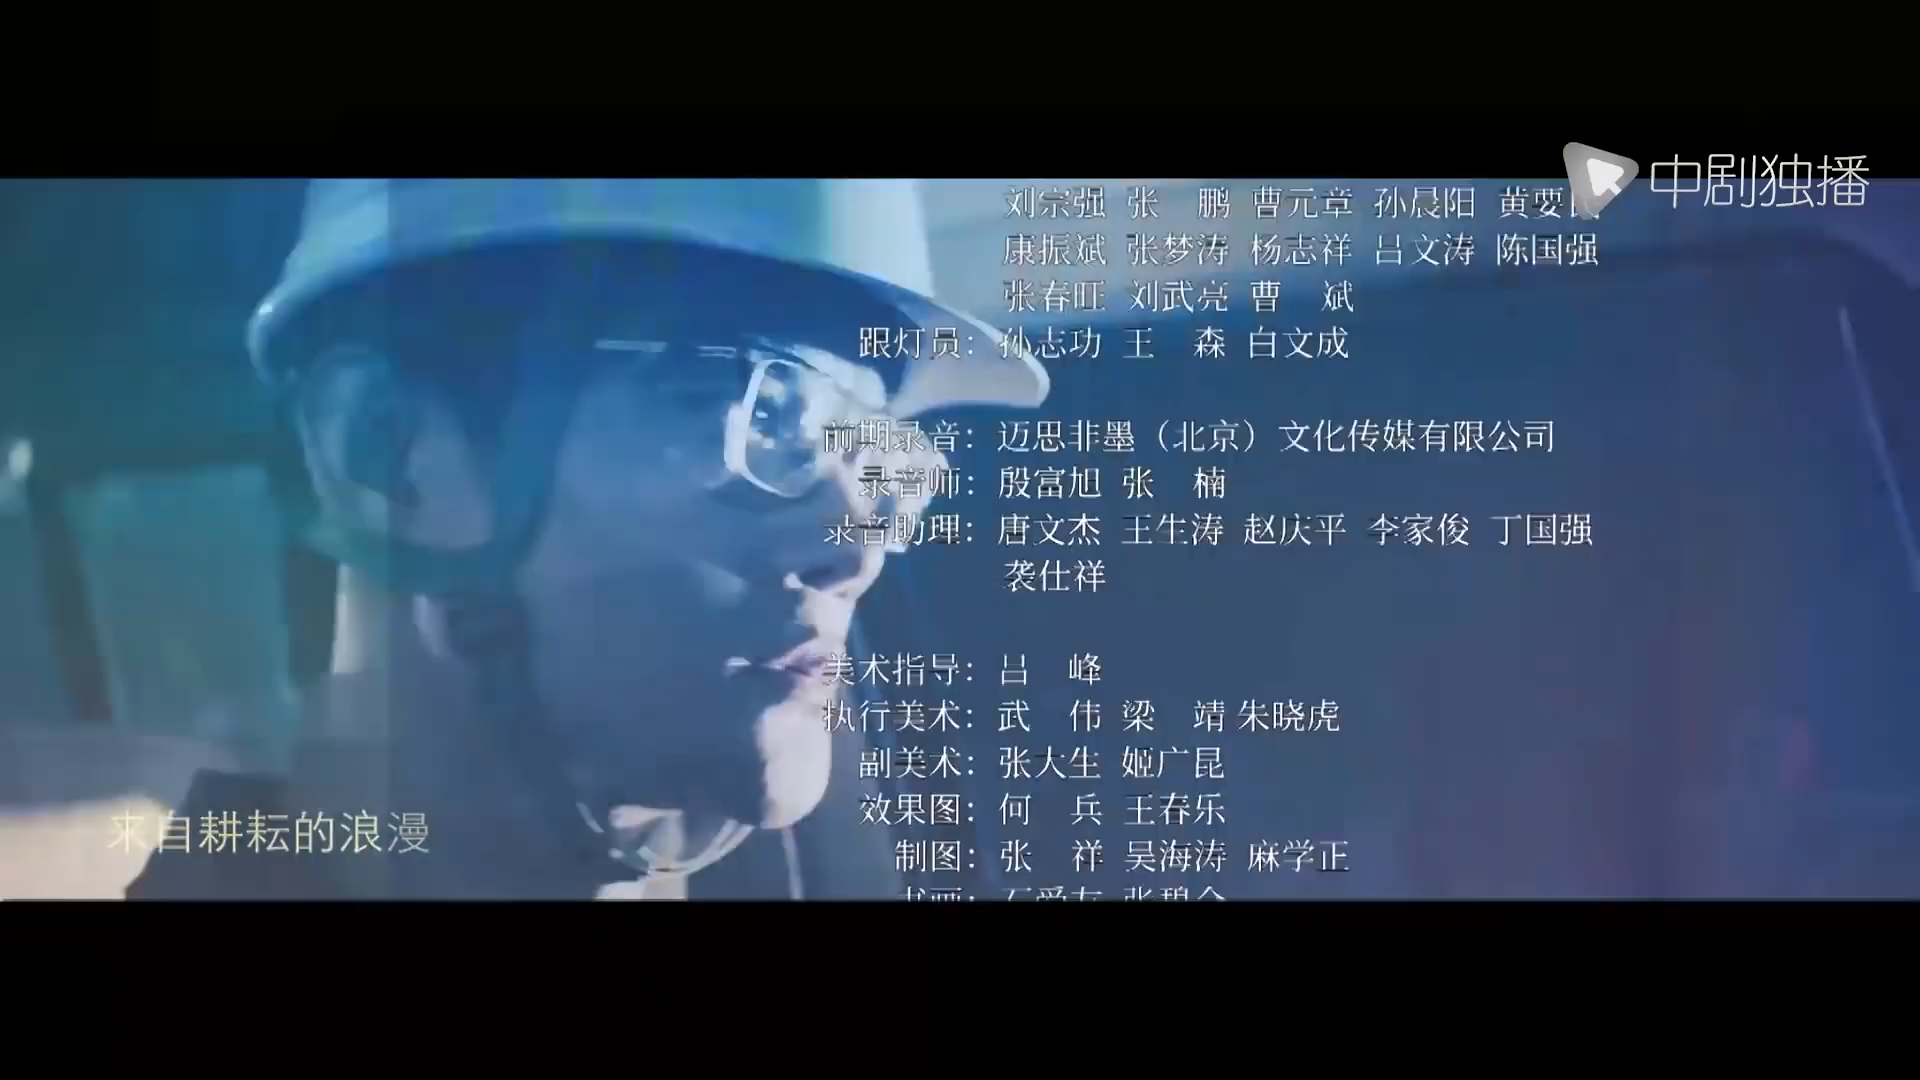 中剧独播
刘宗强 张 鹏 曹元章 孙晨阳 黄要
康振斌 张梦涛 杨志祥 吕文涛 陈国强
张春旺 刘武亮 曹 斌
跟灯员：孙志功 王 森 白文成
前期录音：迈思非墨（北京）文化传媒有限公司
录音师：殷富旭 张 楠
录音助理：唐文杰 王生涛 赵庆平 李家俊 丁国强
袭仕祥
美术指导：吕 峰
执行美术：武 伟 梁 靖 朱晓虎
副美术：张大生 姬广昆
效果图：何 兵 王春乐
制图：张 祥 吴海涛 麻学正
来自耕耘的浪漫